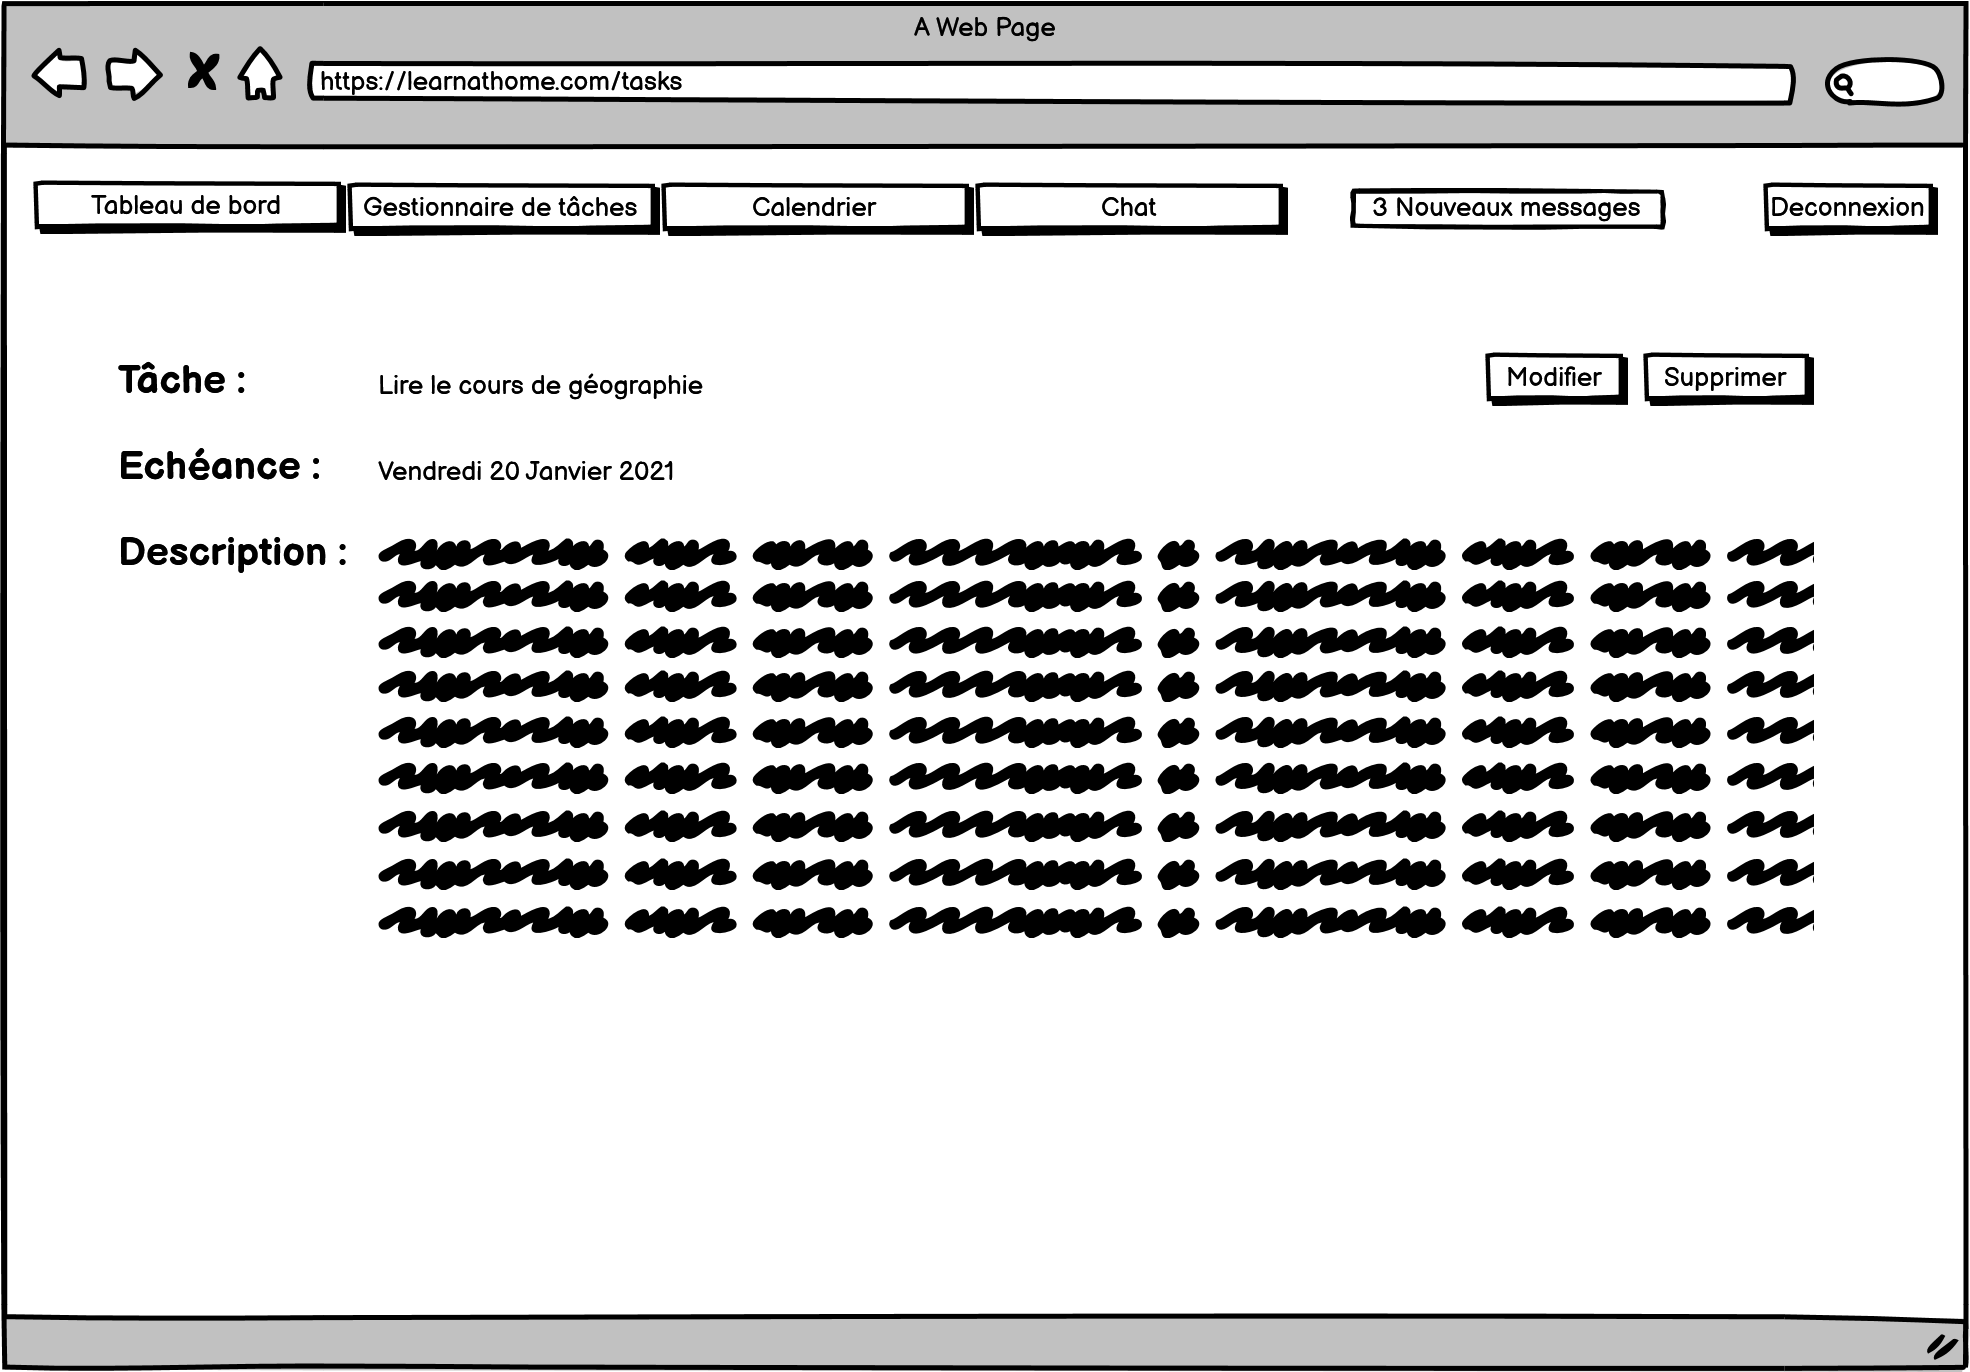 A Web Page
https://learnathome.com/tasks
Tableau de bord
Gestionnaire de tâches
Calendrier
Chat
3 Nouveaux messages
Deconnexion
Tâche :
Lire le cours de géographie
Modifier
Supprimer
Echéance :
Vendredi 20 Janvier 2021
Description :